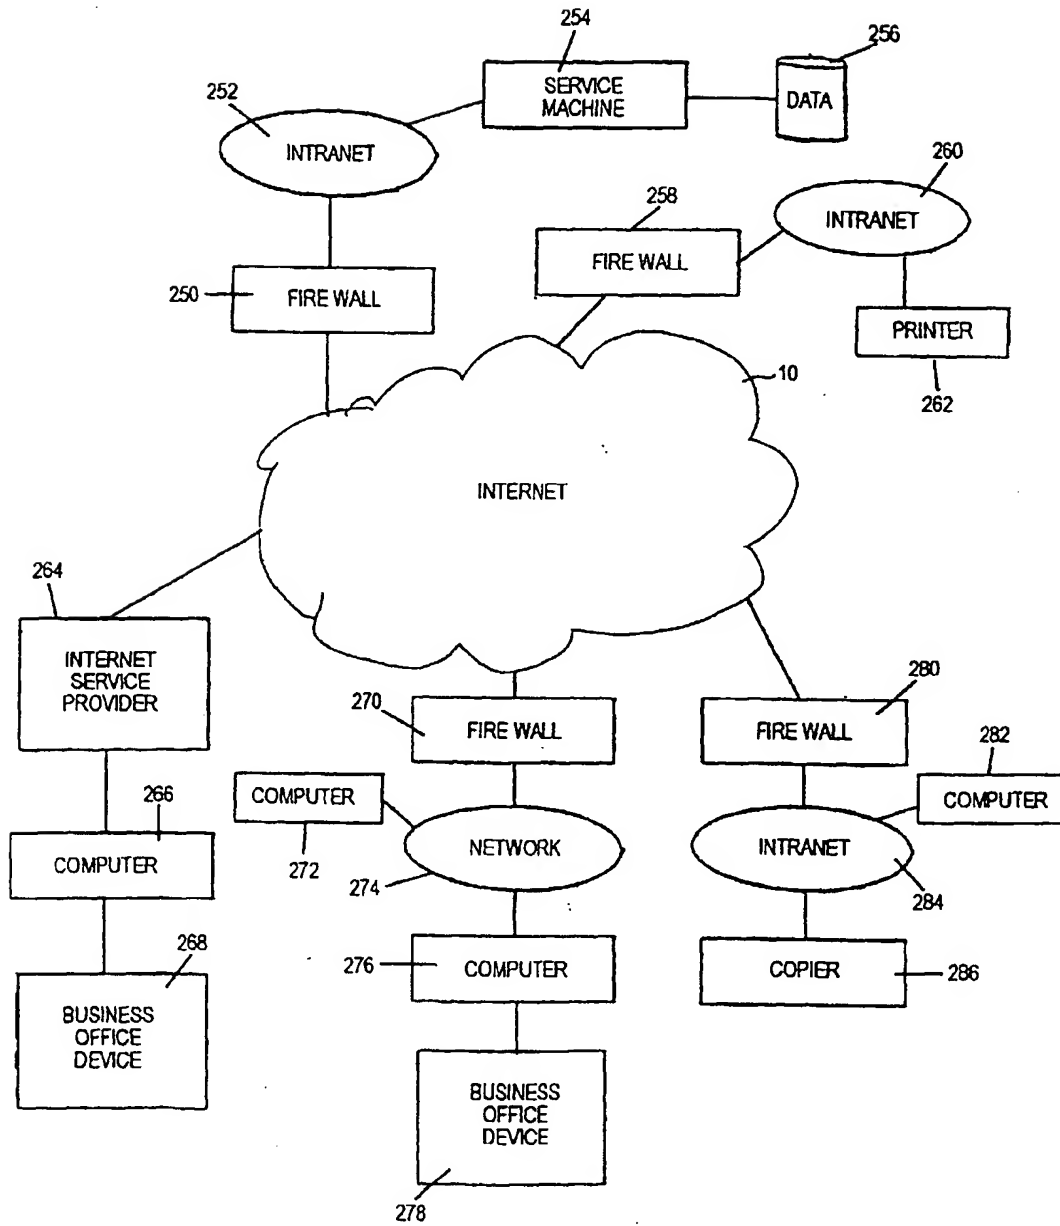 254
256
SERVICE
MACHINE
DATA
252
INTRANET
260
INTRANET
258
FIRE WALL
250
FIRE WALL
PRINTER
262
10
INTERNET
264
INTERNET
SERVICE
PROVIDER
270
FIRE WALL
280
FIRE WALL
282
COMPUTER
266
COMPUTER
COMPUTER
272
NETWORK
274
INTRANET
284
268
BUSINESS
OFFICE
DEVICE
276
COMPUTER
COPIER
286
BUSINESS
OFFICE
DEVICE
278